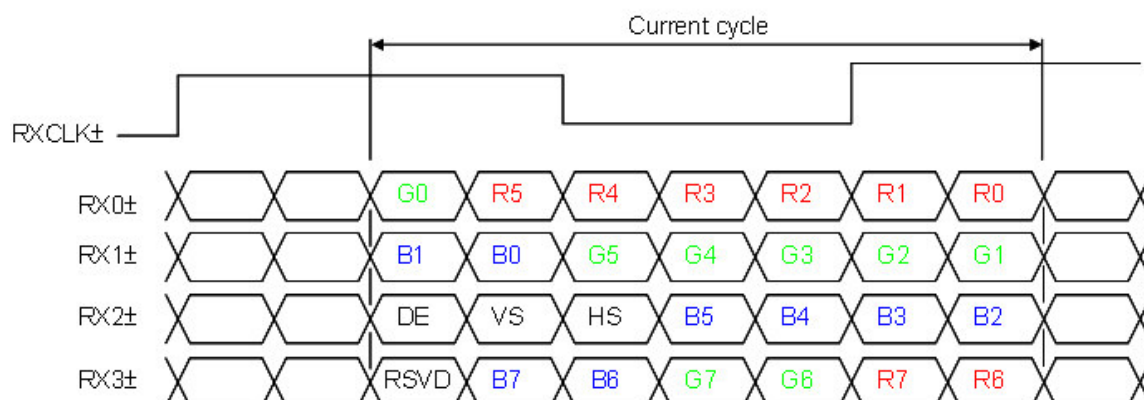 Current cycle
RXCLK±
RX0± G0 R5 R4 R3 R2 R1 R0
RX1± B1 B0 G5 G4 G3 G2 G1
RX2± DE VS HS B5 B4 B3 B2
RX3± RSVD B7 B6 G7 G6 R7 R6